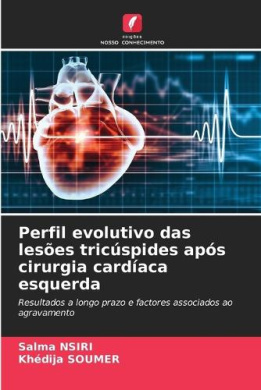 edições
NOSSO CONHECIMENTO
Perfil evolutivo das
lesões tricúspides após
cirurgia cardíaca
esquerda
Resultados a longo prazo e factores associados ao
agravamento
Salma NSIRI
Khédija SOUMER